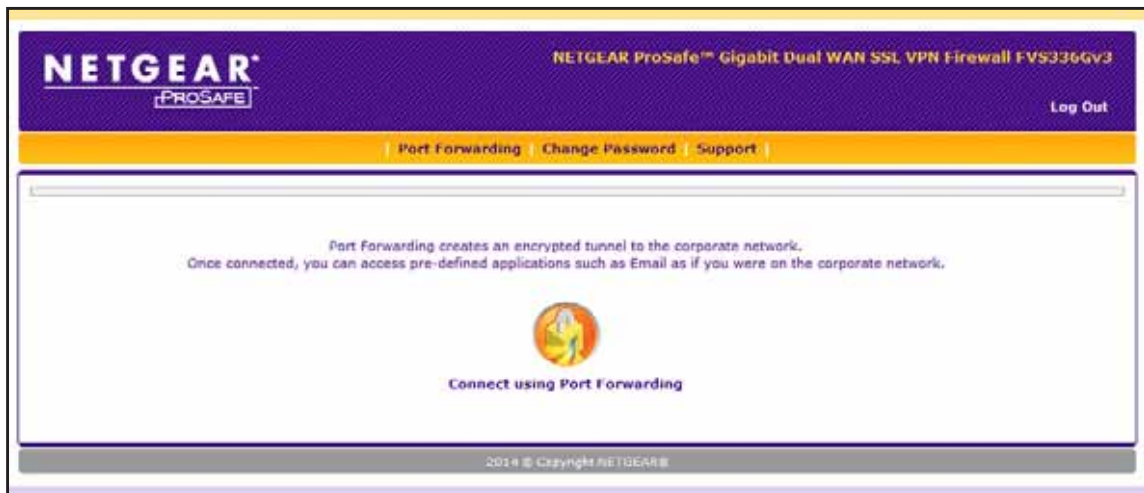 NETGEAR®
PROSAFE
NETGEAR ProSafe™ Gigabit Dual WAN SSL VPN Firewall FVS336Gv3
Log Out
| Port Forwarding | Change Password | Support |
Port Forwarding creates an encrypted tunnel to the corporate network.
Once connected, you can access pre-defined applications such as Email as if you were on the corporate network.
Connect using Port Forwarding
2014 © Copyright NETGEAR®